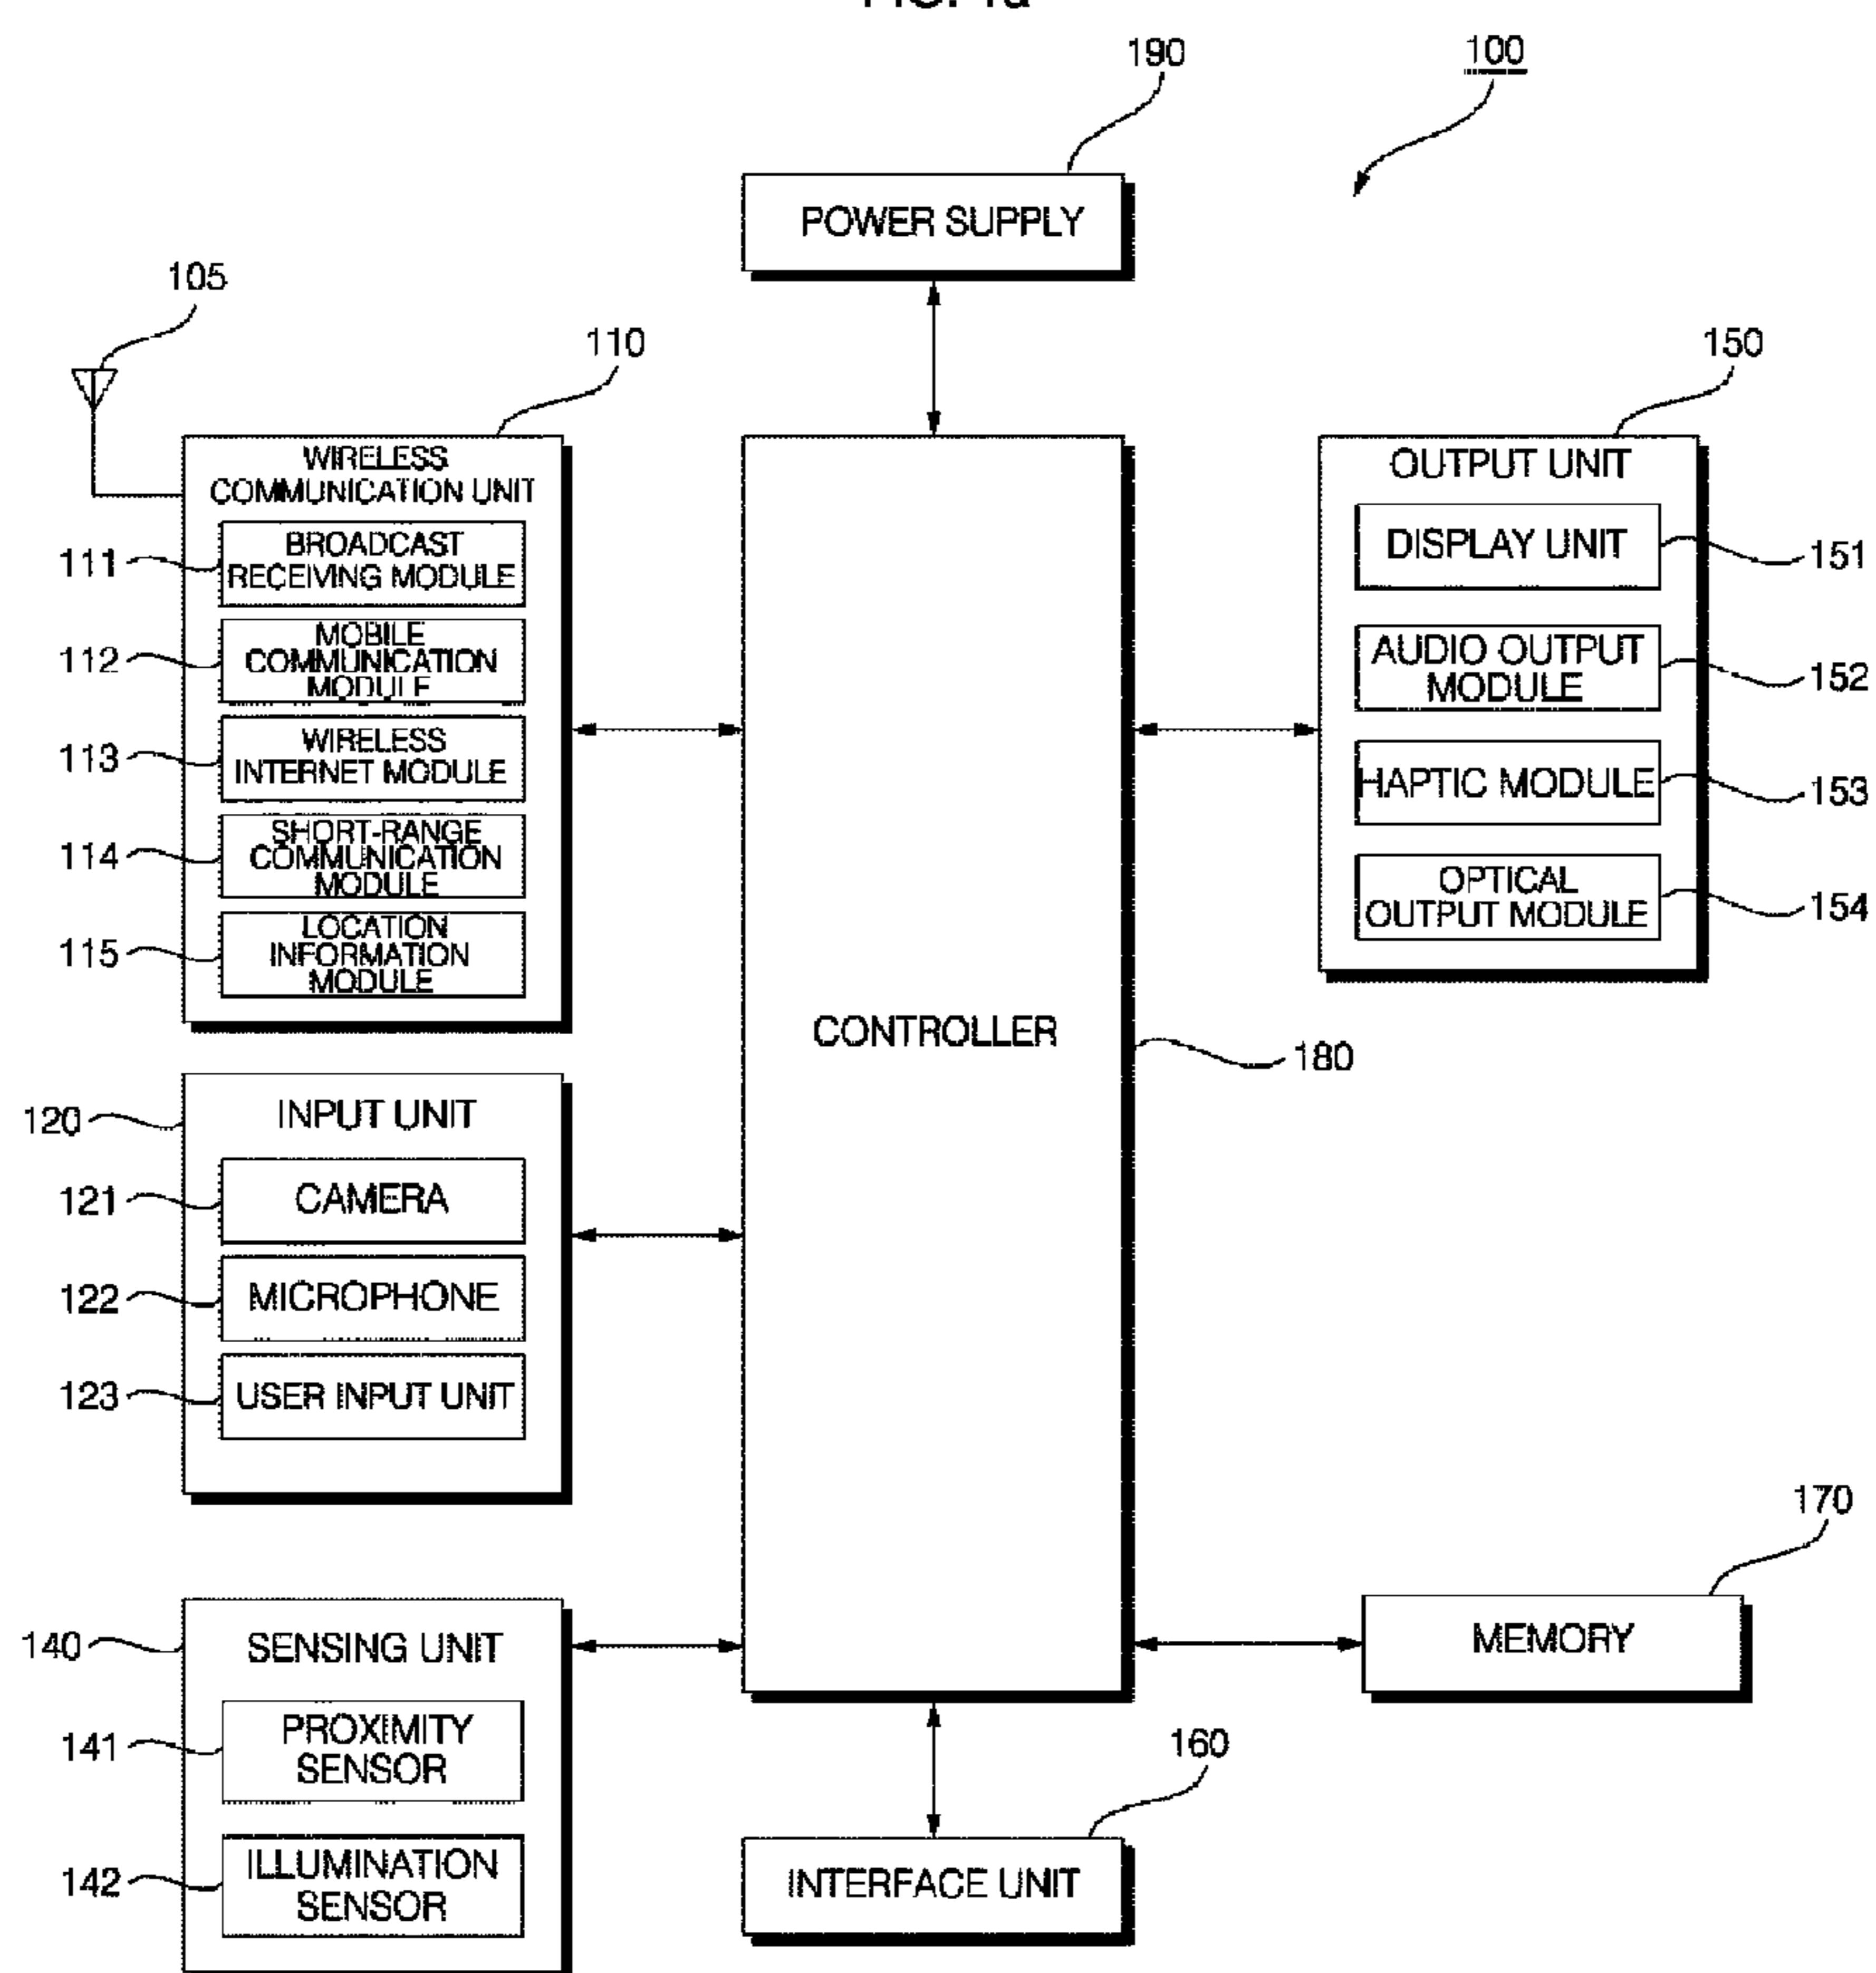 FIG. 1a
190
100
POWER SUPPLY
105
110
150
WIRELESS
COMMUNICATION UNIT
111
BROADCAST
RECEIVING MODULE
112
MOBILE
COMMUNICATION
MODULE
113
WIRELESS
INTERNET MODULE
114
SHORT-RANGE
COMMUNICATION
MODULE
115
LOCATION
INFORMATION
MODULE
OUTPUT UNIT
DISPLAY UNIT
151
AUDIO OUTPUT
MODULE
152
HAPTIC MODULE
153
OPTICAL
OUTPUT MODULE
154
CONTROLLER
180
120
INPUT UNIT
121
CAMERA
122
MICROPHONE
123
USER INPUT UNIT
170
MEMORY
140
SENSING UNIT
141
PROXIMITY
SENSOR
142
ILLUMINATION
SENSOR
160
INTERFACE UNIT